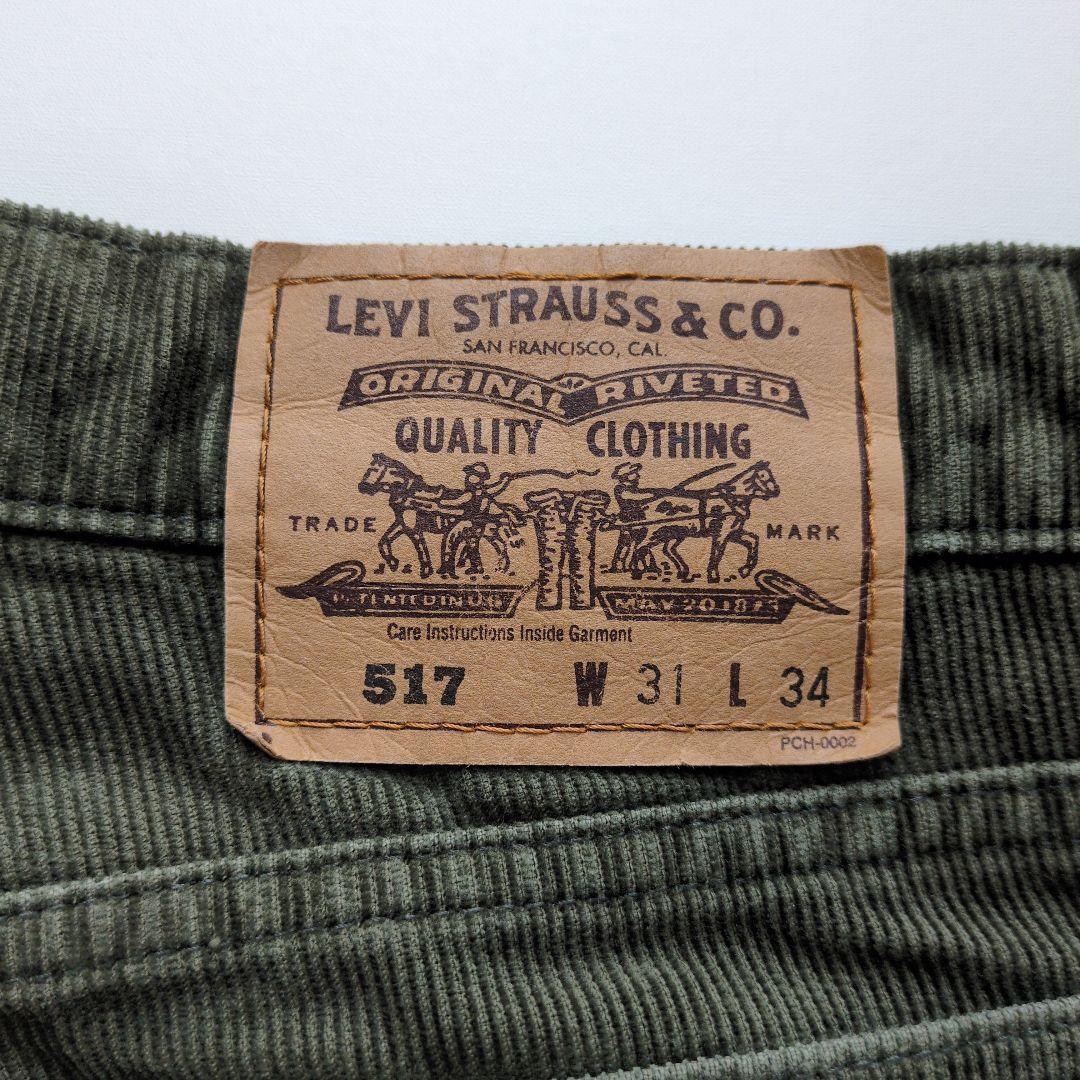 LEVI STRAUSS & CO.
SAN FRANCISCO, CAL.
ORIGINAL RIVETED
QUALITY CLOTHING
TRADE MARK
MAY 20 1873
Care Instructions Inside Garment
517 W 31 L 34
PCH-0002